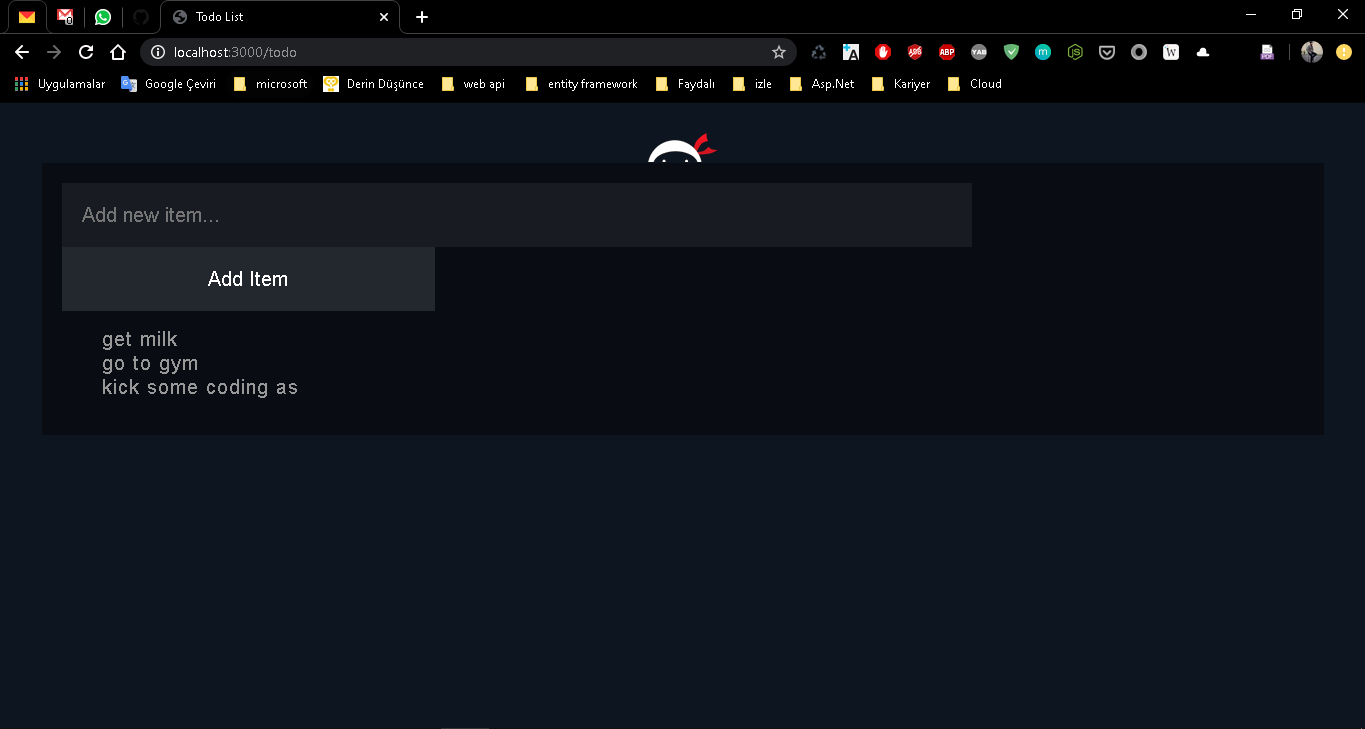 Todo List
localhost:3000/todo
Uygulamalar Google Çeviri microsoft Derin Düşünce web api entity framework Faydalı izle Asp.Net Kariyer Cloud
Add new item...
Add Item
get milk
go to gym
kick some coding as